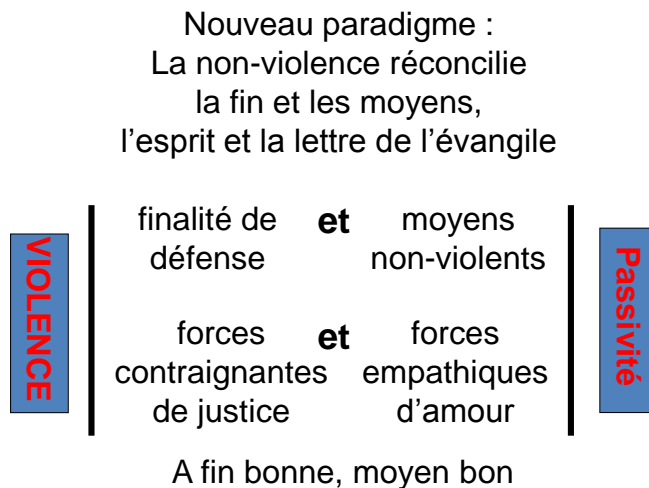 Nouveau paradigme :
La non-violence réconcilie
la fin et les moyens,
l’esprit et la lettre de l’évangile
VIOLENCE
finalité de et moyens
défense non-violents
forces et forces
contraignantes empathiques
de justice d’amour
Passivité
A fin bonne, moyen bon